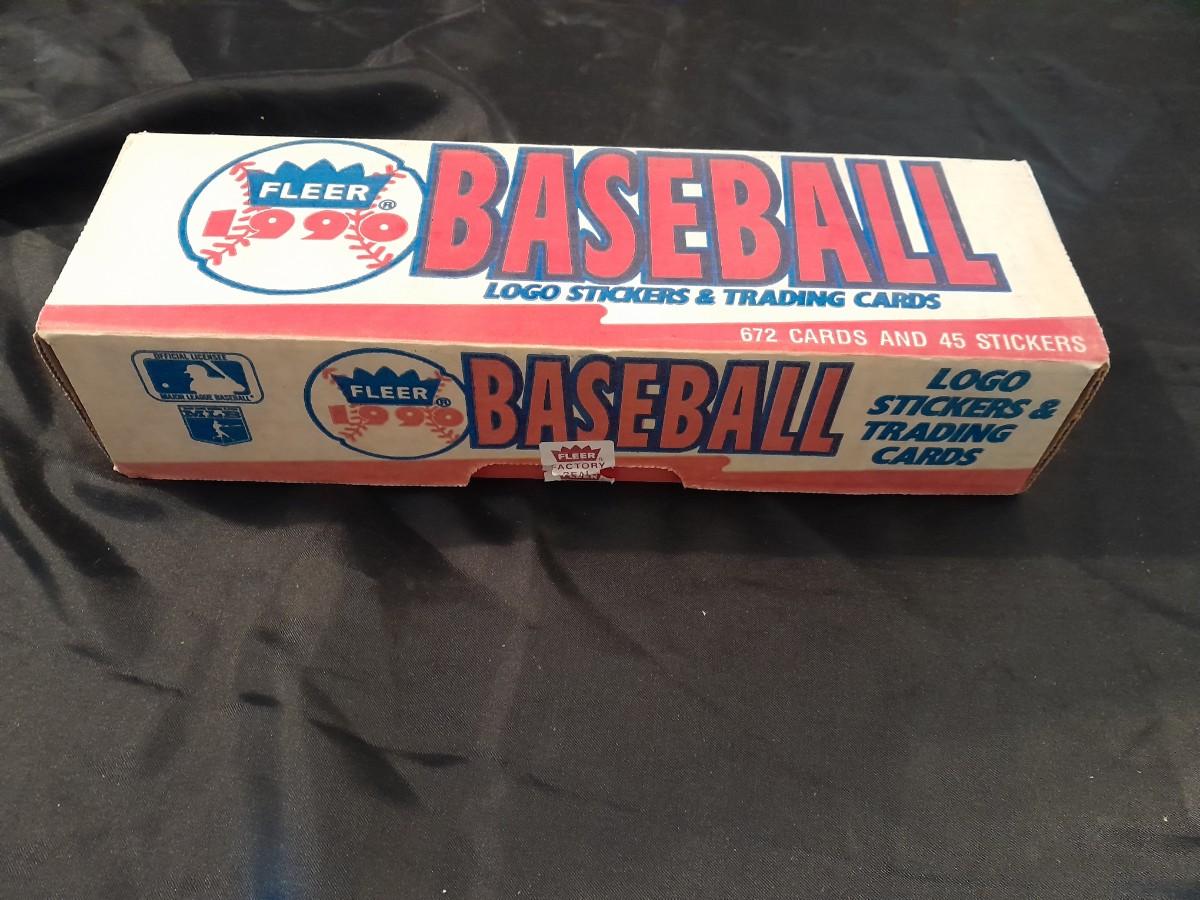 FLEER®
1990
BASEBALL
LOGO STICKERS & TRADING CARDS
672 CARDS AND 45 STICKERS
OFFICIAL LICENSEE
MAJOR LEAGUE BASEBALL®
FLEER®
1990
BASEBALL
LOGO
STICKERS &
TRADING
CARDS
FLEER®
FACTORY
SEAL